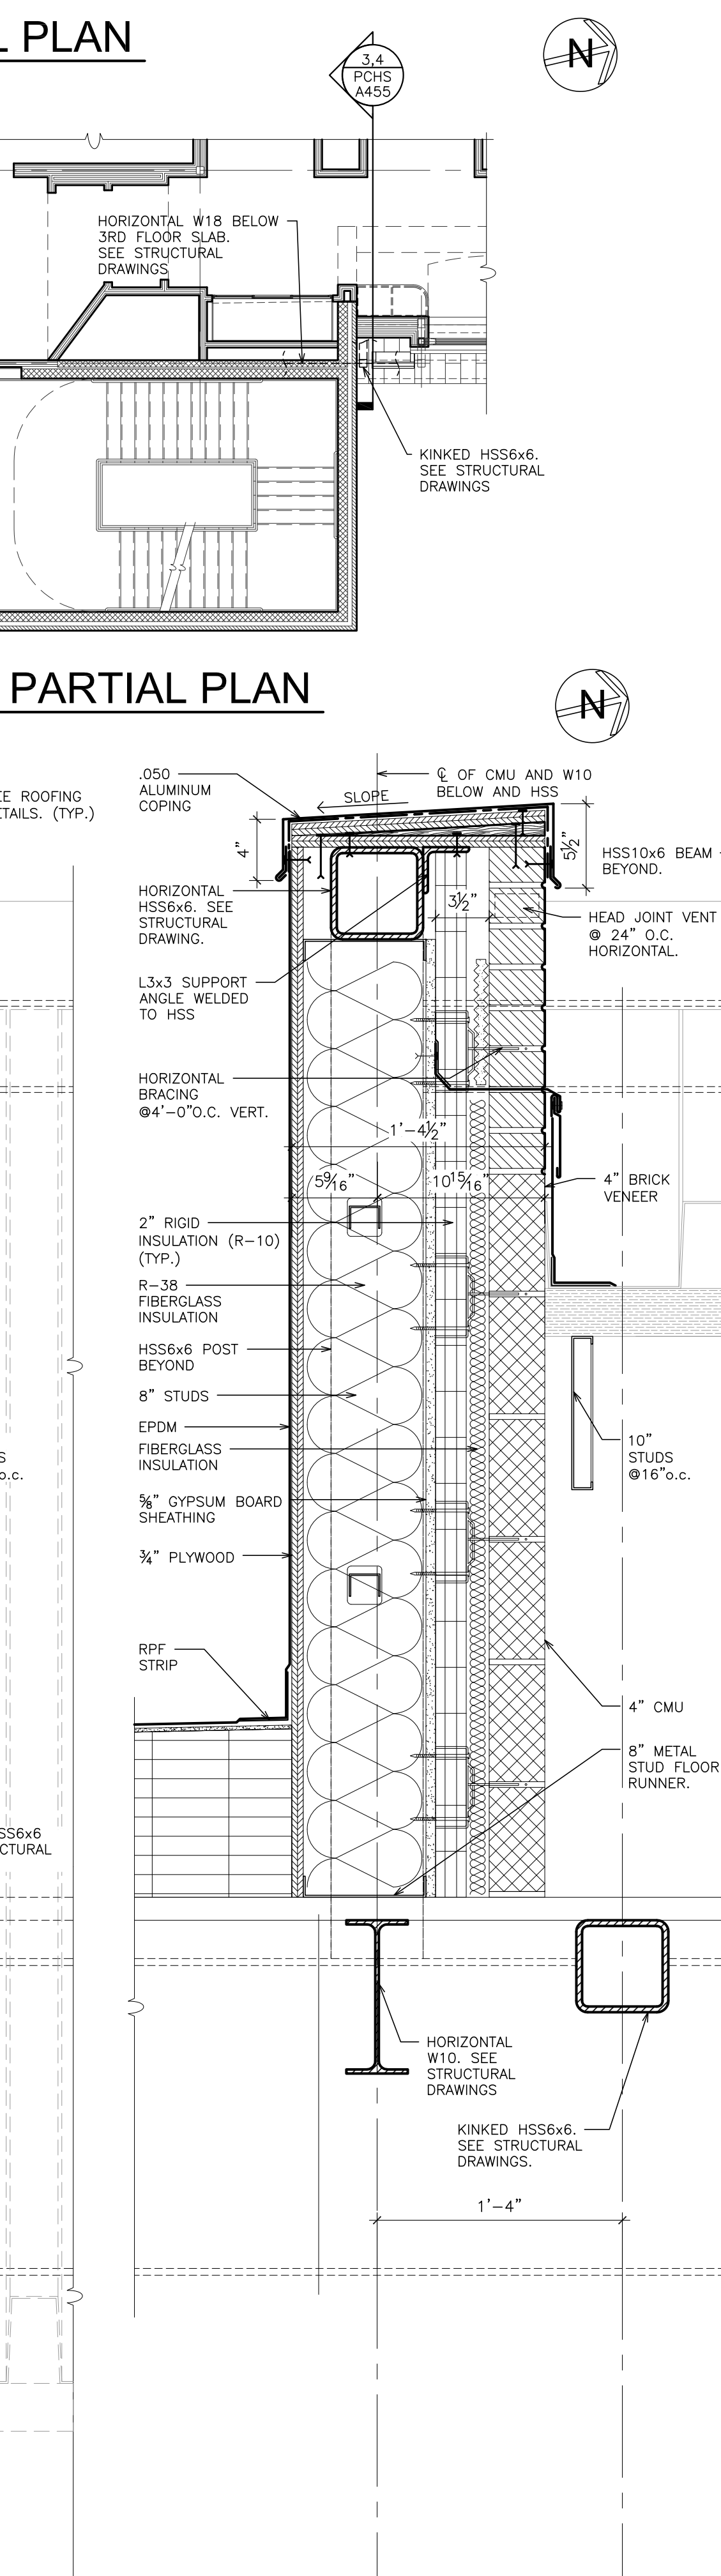 L PLAN
N
3,4
PCHS
A455
HORIZONTAL W18 BELOW
3RD FLOOR SLAB.
SEE STRUCTURAL
DRAWINGS
KINKED HSS6x6.
SEE STRUCTURAL
DRAWINGS
PARTIAL PLAN
N
EE ROOFING
ETAILS. (TYP.)
.050
ALUMINUM
COPING
SLOPE
℄ OF CMU AND W10
BELOW AND HSS
4"
5½"
HSS10x6 BEAM
BEYOND.
HORIZONTAL
HSS6x6. SEE
STRUCTURAL
DRAWING.
3½"
HEAD JOINT VENT
@ 24" O.C.
HORIZONTAL.
L3x3 SUPPORT
ANGLE WELDED
TO HSS
HORIZONTAL
BRACING
@4'-0"O.C. VERT.
1'-4½"
5 9/16"
10 15/16"
4" BRICK
VENEER
2" RIGID
INSULATION (R-10)
(TYP.)
R-38
FIBERGLASS
INSULATION
HSS6x6 POST
BEYOND
8" STUDS
EPDM
FIBERGLASS
INSULATION
10"
STUDS
@16"o.c.
S
o.c.
⅝" GYPSUM BOARD
SHEATHING
¾" PLYWOOD
RPF
STRIP
4" CMU
8" METAL
STUD FLOOR
RUNNER.
SS6x6
CTURAL
HORIZONTAL
W10. SEE
STRUCTURAL
DRAWINGS
KINKED HSS6x6.
SEE STRUCTURAL
DRAWINGS.
1'-4"